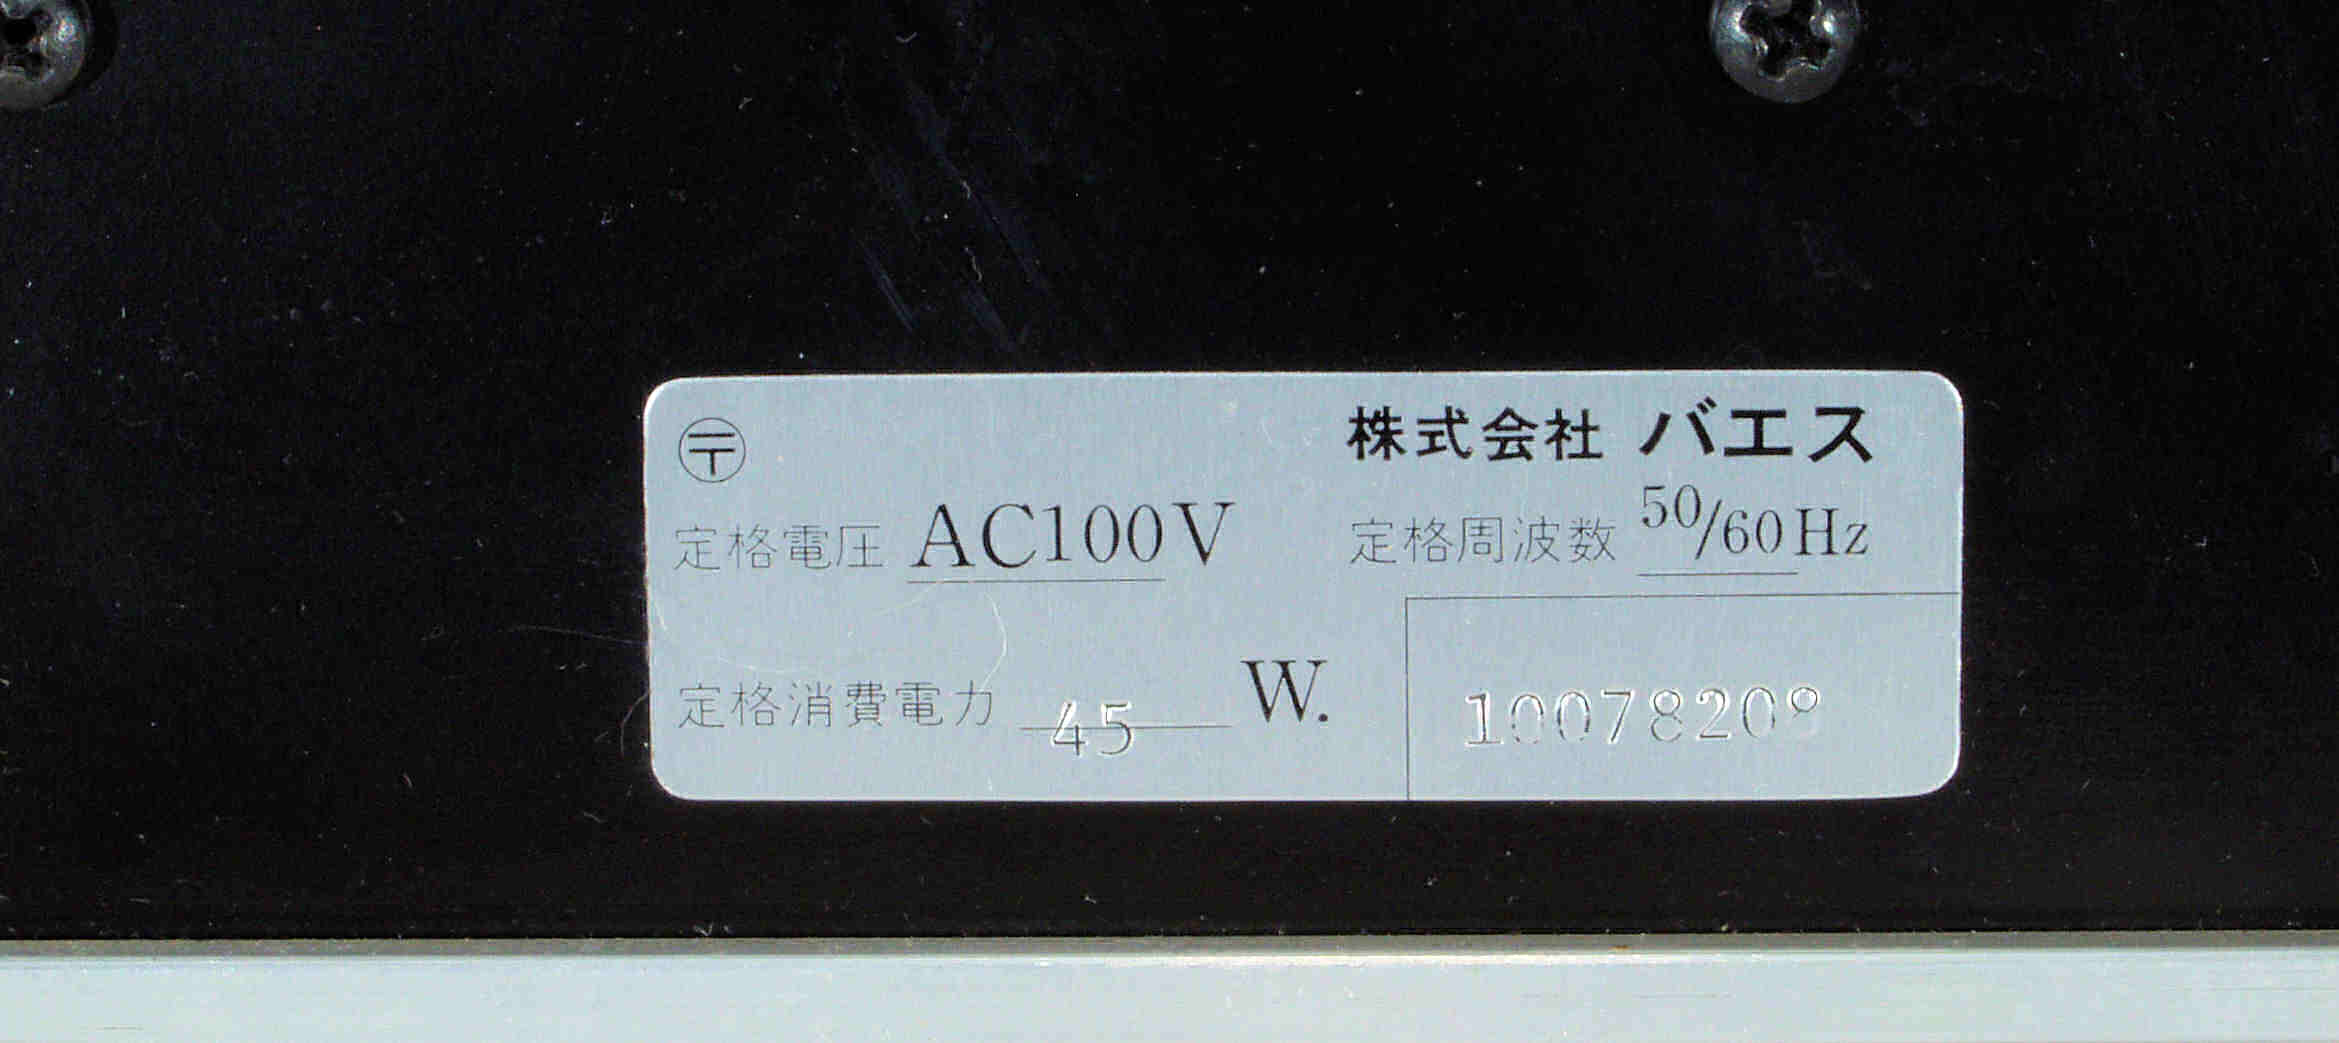 〶 株式会社 バエス
定格電圧 AC100V 定格周波数 50/60Hz
定格消費電力 45 W. 10078208